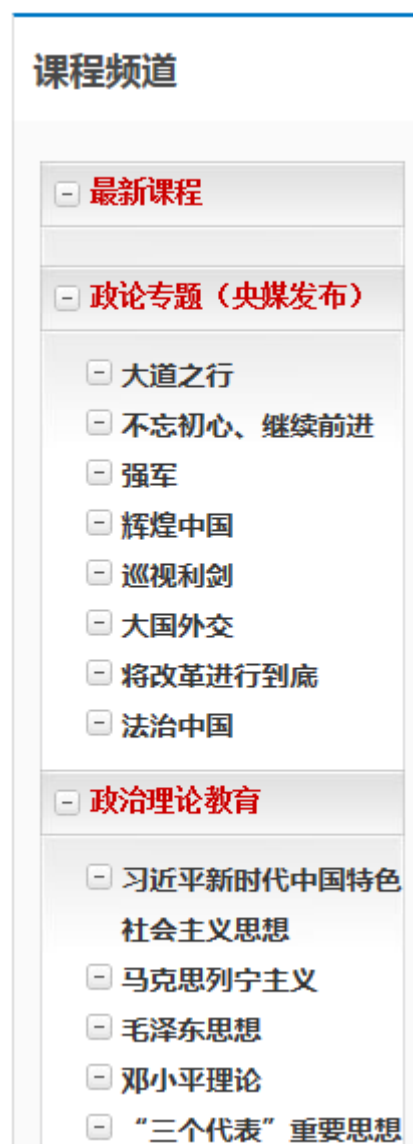 课程频道
最新课程
政论专题（央媒发布）
大道之行
不忘初心、继续前进
强军
辉煌中国
巡视利剑
大国外交
将改革进行到底
法治中国
政治理论教育
习近平新时代中国特色
社会主义思想
马克思列宁主义
毛泽东思想
邓小平理论
“三个代表”重要思想